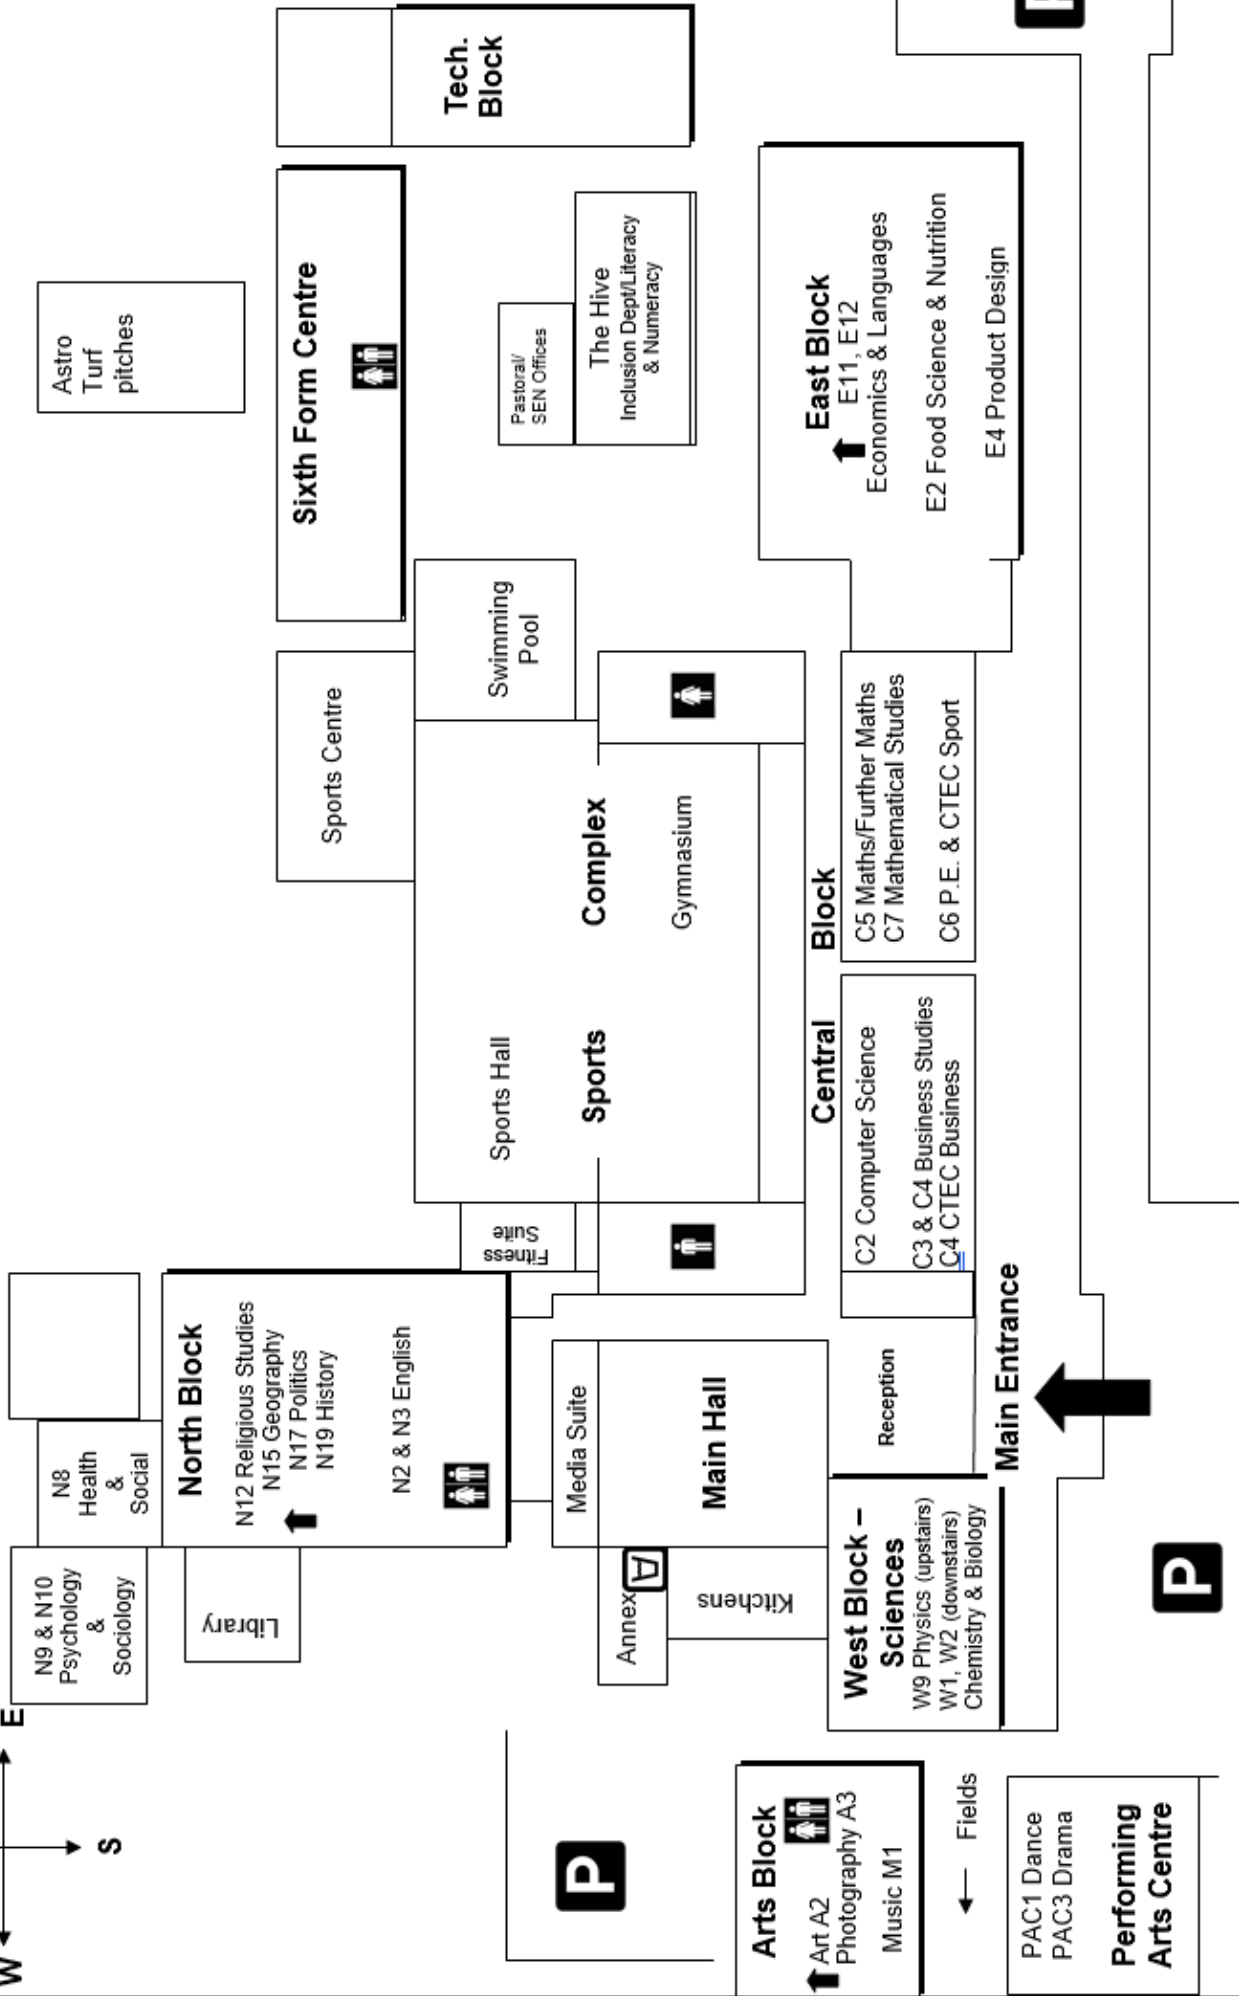 W
E
S
N9 & N10
Psychology
&
Sociology
N8
Health
&
Social
Astro
Turf
pitches
Library
North Block
N12 Religious Studies
N15 Geography
N17 Politics
N19 History
N2 & N3 English
Sports Centre
Sixth Form Centre
Tech.
Block
Fitness
Suite
Sports Hall
Swimming
Pool
Sports Complex
Gymnasium
Pastoral/
SEN Offices
The Hive
Inclusion Dept/Literacy
& Numeracy
P
Annex
A
Kitchens
Media Suite
Main Hall
Central Block
Arts Block
Art A2
Photography A3
Music M1
West Block –
Sciences
W9 Physics (upstairs)
W1, W2 (downstairs)
Chemistry & Biology
Reception
C2 Computer Science
C3 & C4 Business Studies
C4 CTEC Business
C5 Maths/Further Maths
C7 Mathematical Studies
C6 P.E. & CTEC Sport
East Block
E11, E12
Economics & Languages
E2 Food Science & Nutrition
E4 Product Design
Fields
Main Entrance
PAC1 Dance
PAC3 Drama
Performing
Arts Centre
P